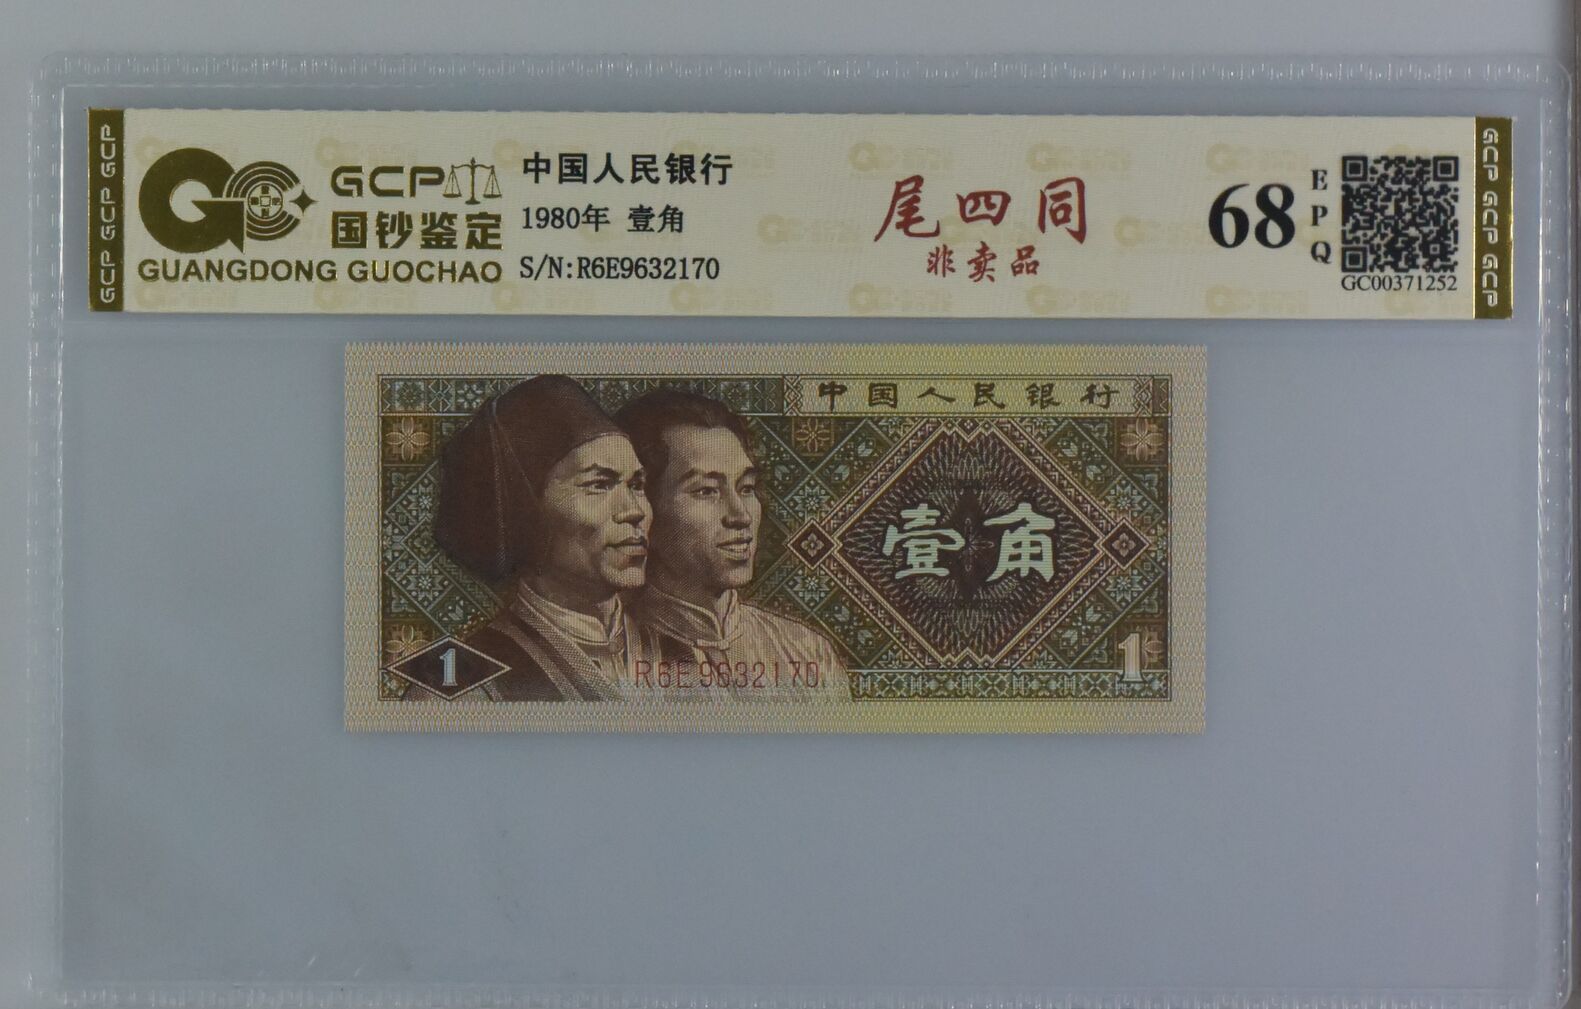 GCP GCP GCP
GCP
国钞鉴定
GUANGDONG GUOCHAO
中国人民银行
1980年 壹角
S/N:R6E9632170
尾四同
非卖品
68
EPQ
GC00371252
GCP GCP GCP
中国人民银行
壹角
1
R6E9632170
1